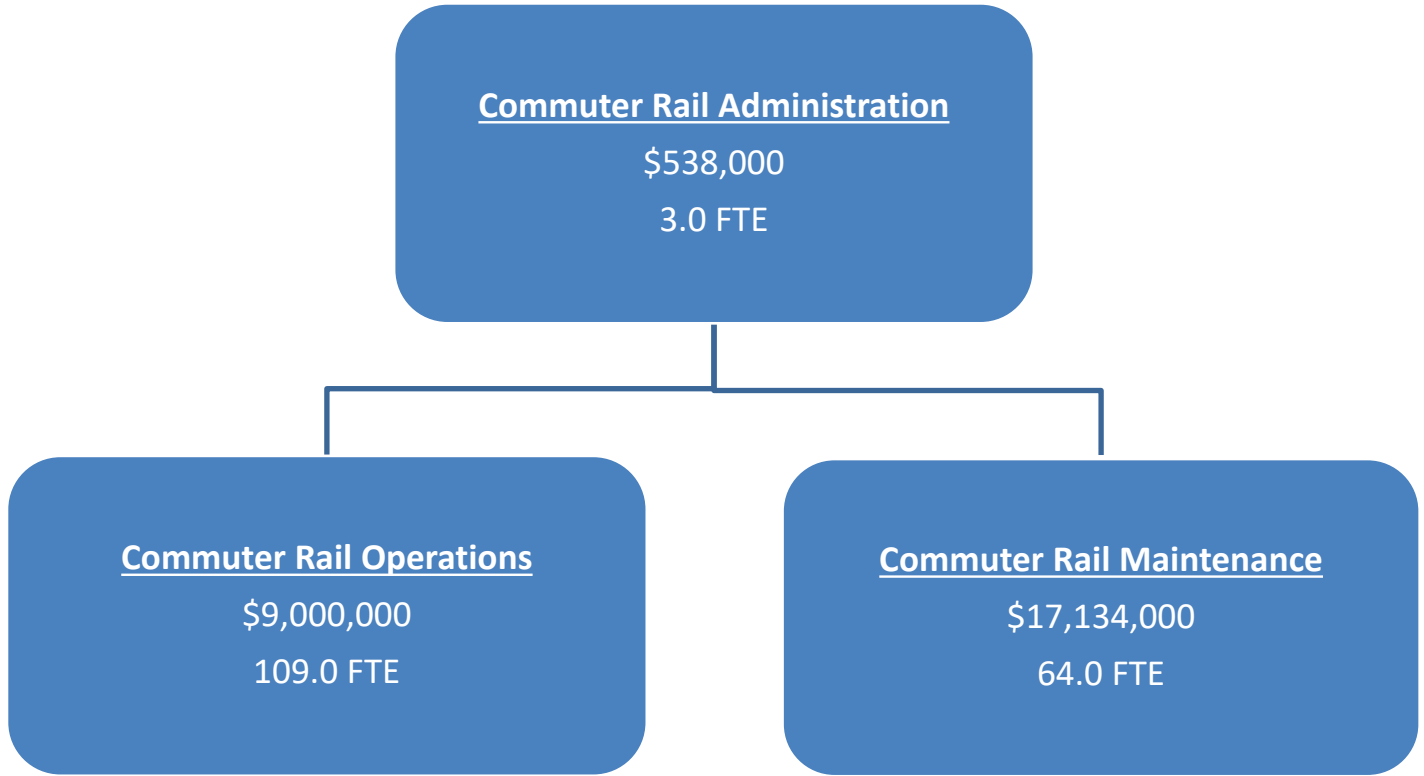 Commuter Rail Administration
$538,000
3.0 FTE
Commuter Rail Operations
$9,000,000
109.0 FTE
Commuter Rail Maintenance
$17,134,000
64.0 FTE